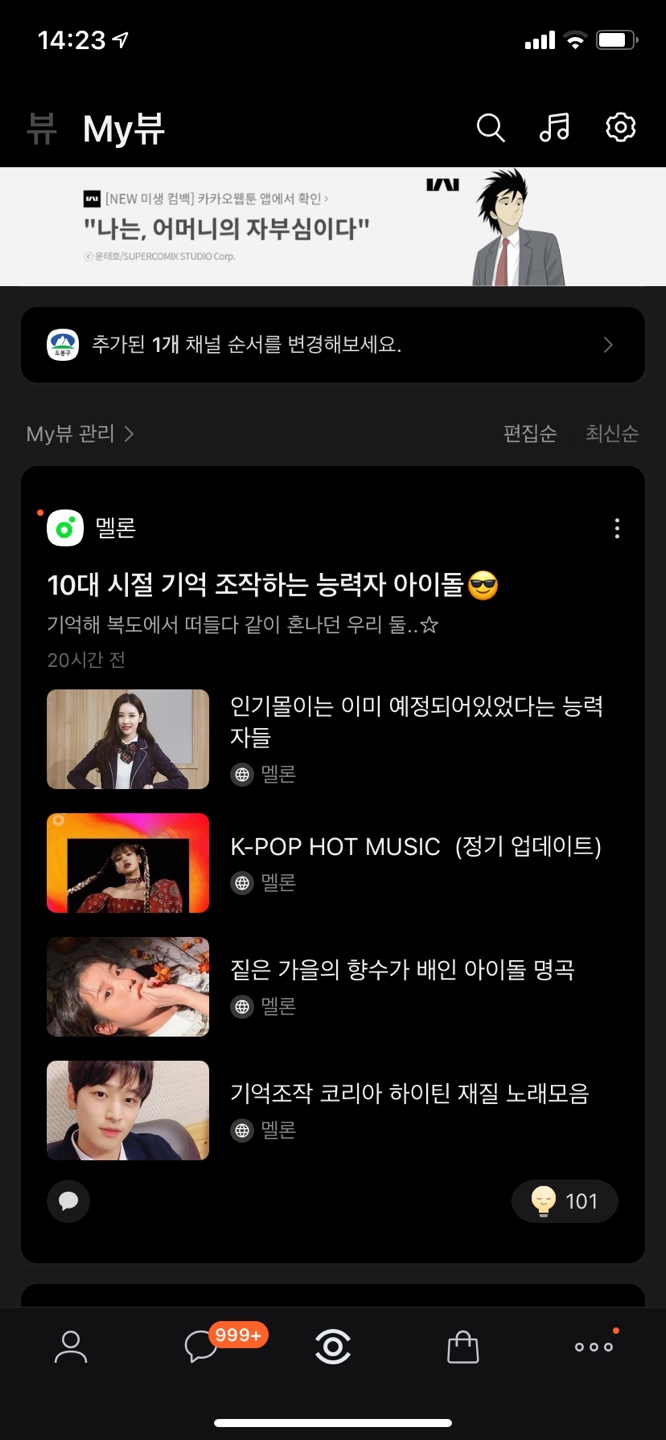 14:23
뷰 My뷰
[NEW 미생 컴백] 카카오웹툰 앱에서 확인 >
"나는, 어머니의 자부심이다"
ⓒ 윤태호/SUPERCOMIX STUDIO Corp.
도봉구
추가된 1개 채널 순서를 변경해보세요.
My뷰 관리 >
편집순 최신순
멜론
10대 시절 기억 조작하는 능력자 아이돌😎
기억해 복도에서 떠들다 같이 혼나던 우리 둘..☆
20시간 전
인기몰이는 이미 예정되어있었다는 능력
자들
멜론
K-POP HOT MUSIC (정기 업데이트)
멜론
짙은 가을의 향수가 배인 아이돌 명곡
멜론
기억조작 코리아 하이틴 재질 노래모음
멜론
101
999+